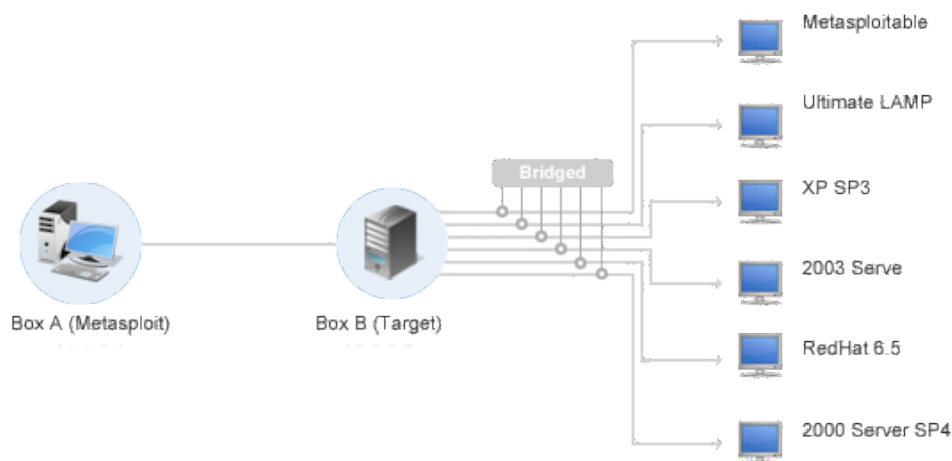 Metasploitable
Ultimate LAMP
Bridged
XP SP3
2003 Serve
Box A (Metasploit)
Box B (Target)
RedHat 6.5
2000 Server SP4